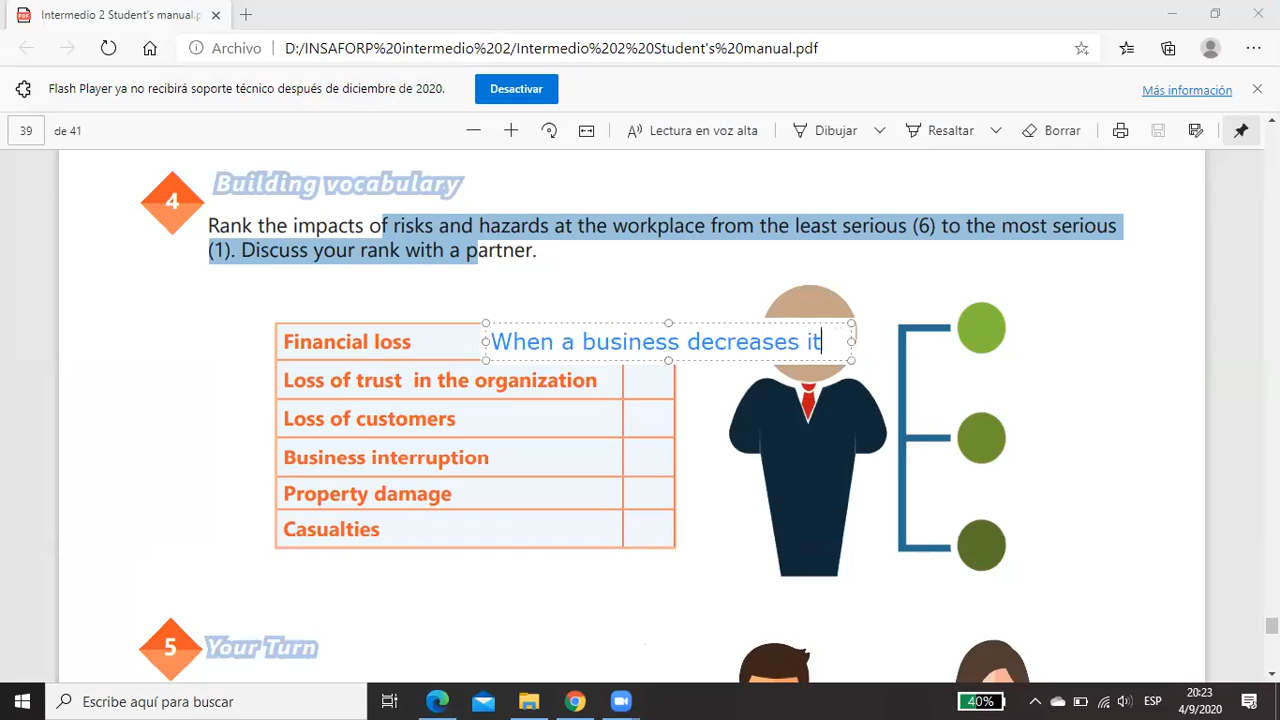 Intermedio 2 Student's manual.p
Archivo
D:/INSAFORP%20intermedio%202/Intermedio%202%20Student's%20manual.pdf
Flash Player ya no recibirá soporte técnico después de diciembre de 2020.
Desactivar
Más información
39
de 41
Lectura en voz alta
Dibujar
Resaltar
Borrar
4
Building vocabulary
Rank the impacts of risks and hazards at the workplace from the least serious (6) to the most serious
(1). Discuss your rank with a partner.
Financial loss
When a business decreases it
Loss of trust in the organization
Loss of customers
Business interruption
Property damage
Casualties
5
Your Turn
Escribe aquí para buscar
40%
ESP
20:23
4/9/2020